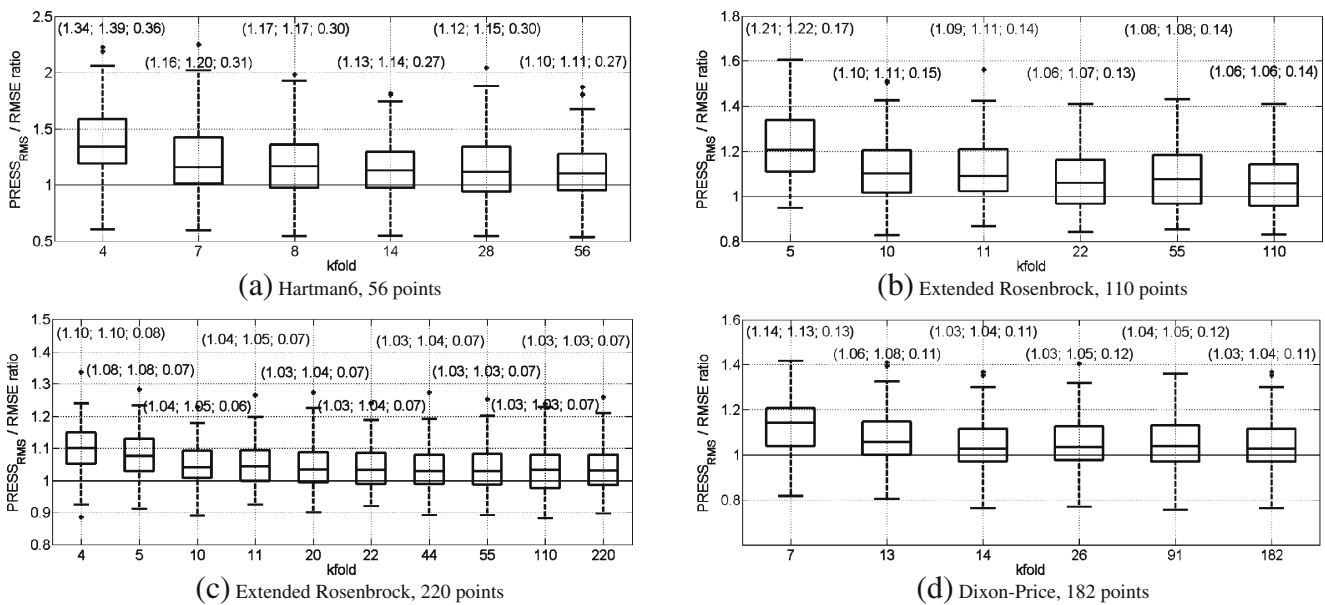 2.5
(1.34; 1.39; 0.36)
(1.17; 1.17; 0.30)
(1.12; 1.15; 0.30)
(1.16; 1.20; 0.31)
(1.13; 1.14; 0.27)
(1.10; 1.11; 0.27)
2
1.5
1
0.5
PRESS_RMS / RMSE ratio
4 7 8 14 28 56
kfold
(a) Hartman6, 56 points
1.8
(1.21; 1.22; 0.17)
(1.09; 1.11; 0.14)
(1.08; 1.08; 0.14)
1.6
(1.10; 1.11; 0.15)
(1.06; 1.07; 0.13)
(1.06; 1.06; 0.14)
1.4
1.2
1
0.8
PRESS_RMS / RMSE ratio
5 10 11 22 55 110
kfold
(b) Extended Rosenbrock, 110 points
1.5
(1.10; 1.10; 0.08)
(1.04; 1.05; 0.07)
(1.03; 1.04; 0.07)
(1.03; 1.03; 0.07)
1.4
(1.08; 1.08; 0.07)
(1.03; 1.04; 0.07)
(1.03; 1.03; 0.07)
1.3
(1.04; 1.05; 0.06)
(1.03; 1.04; 0.07)
(1.03; 1.03; 0.07)
1.2
1.1
1
0.9
0.8
PRESS_RMS / RMSE ratio
4 5 10 11 20 22 44 55 110 220
kfold
(c) Extended Rosenbrock, 220 points
1.6
(1.14; 1.13; 0.13)
(1.03; 1.04; 0.11)
(1.04; 1.05; 0.12)
(1.06; 1.08; 0.11)
(1.03; 1.05; 0.12)
(1.03; 1.04; 0.11)
1.4
1.2
1
0.8
PRESS_RMS / RMSE ratio
7 13 14 26 91 182
kfold
(d) Dixon-Price, 182 points